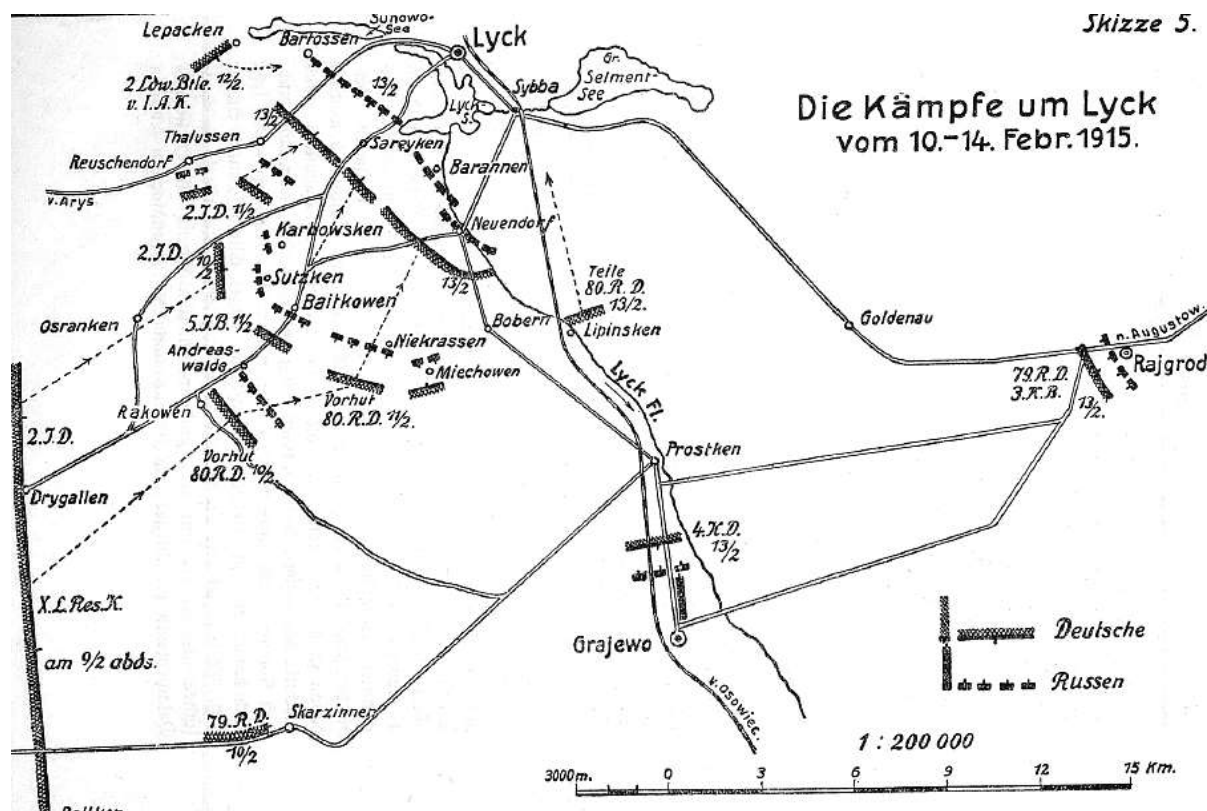 Skizze 5.
Die Kämpfe um Lyck
vom 10.-14. Febr. 1915.
Lepacken
Sunowo-
See
Bartossen
Lyck
2 Ldw. Btle. 12/2.
v. I. A. K.
13/2
13/2
Gr.
Selment-
See
Sybba
Lyck-
S.
Thalussen
Reuschendorf
Sareyken
Barannen
v. Arys
2. I. D. 11/2
Neuendorf
Karbowsken
2. I. D.
10/2
Sutzken
13/2
Teile
80. R. D.
13/2.
Baitkowen
Osranken
5. I. B. 11/2
Bobern
Lipinsken
Goldenau
n. Augustow.
Niekrassen
Andreas-
walde
Miechowen
Rajgrod
79. R. D.
3. K. B.
13/2.
Lyck Fl.
Rakowen
Vorhut
80. R. D. 11/2.
2. I. D.
Vorhut
80 R. D. 10/2.
Prostken
Drygallen
4. K. D.
13/2
X. L. Res. K.
am 9/2 abds.
Grajewo
Deutsche
Russen
v. Osowiec.
Skarzinnen
79. R. D.
10/2
1 : 200 000
3000 m. 0 3 6 9 12 15 Km.